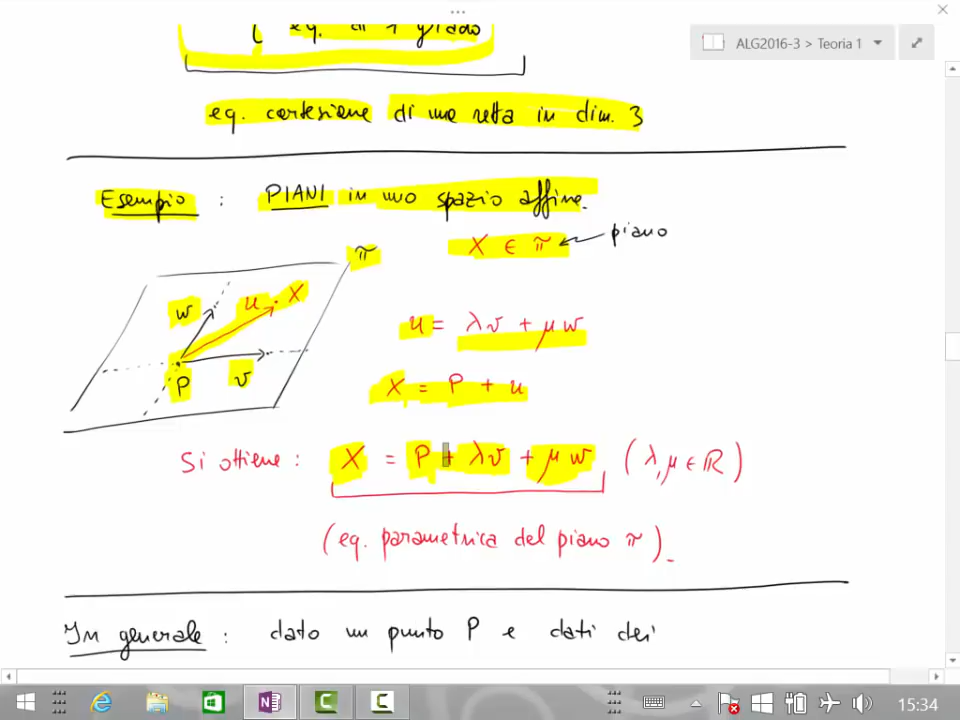 ALG2016-3 > Teoria 1
eq. di 1° grado
eq. cartesiane di una retta in dim. 3
Esempio : PIANI in uno spazio affine.
X ∈ π ← piano
π
w u X
P v
u = λv + μw
X = P + u
Si ottiene : X = P + λv + μw (λ, μ ∈ ℝ)
(eq. parametrica del piano π).
In generale : dato un punto P e dati dei
15:34